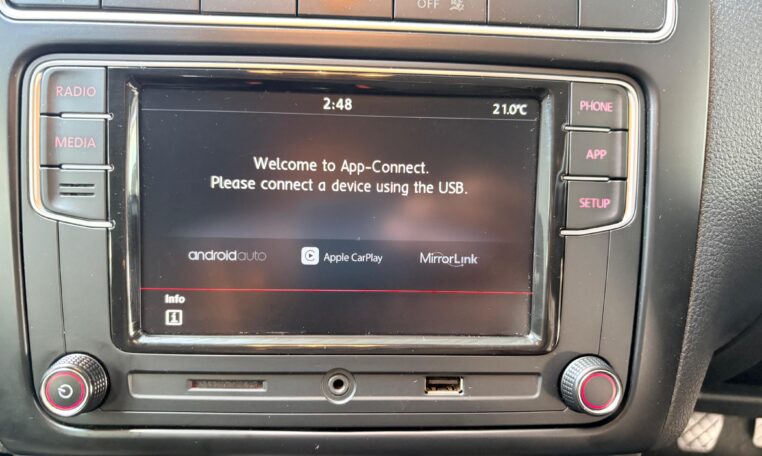 OFF
RADIO
MEDIA
2:48
21.0°C
Welcome to App-Connect.
Please connect a device using the USB.
androidauto
Apple CarPlay
MirrorLink
Info
i
PHONE
APP
SETUP